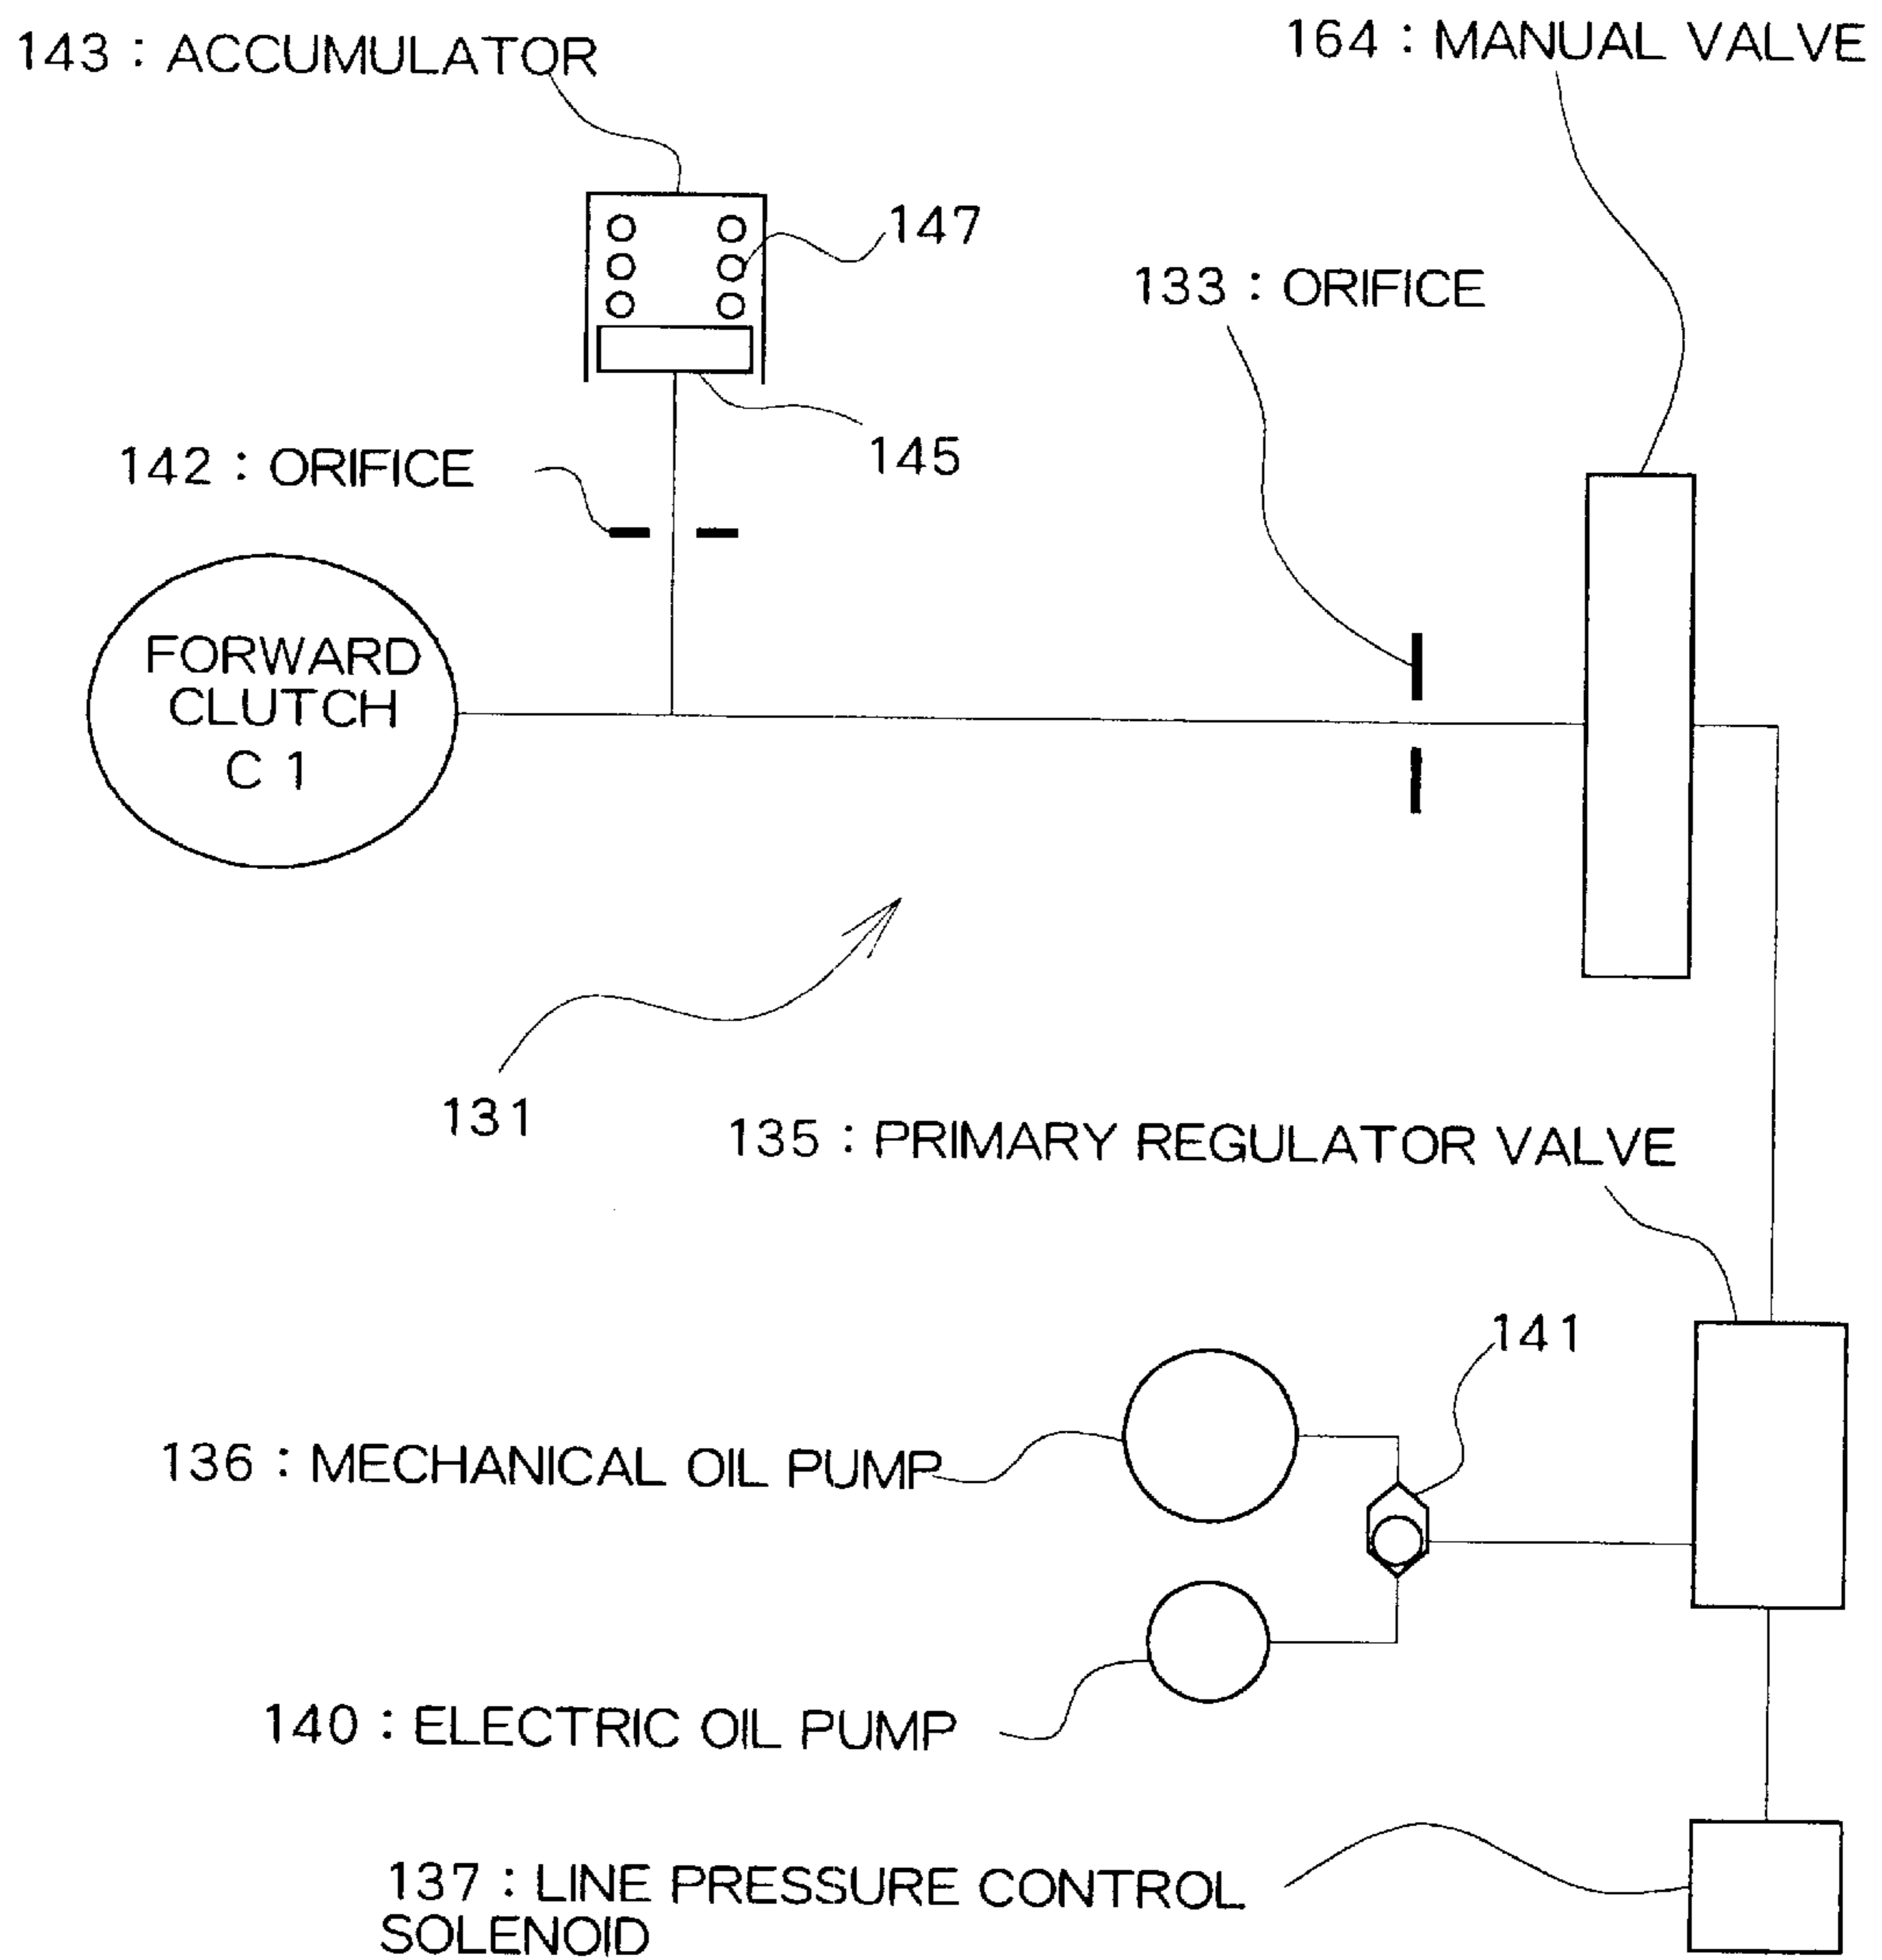 143 : ACCUMULATOR
164 : MANUAL VALVE
147
133 : ORIFICE
145
142 : ORIFICE
FORWARD
CLUTCH
C 1
131
135 : PRIMARY REGULATOR VALVE
141
136 : MECHANICAL OIL PUMP
140 : ELECTRIC OIL PUMP
137 : LINE PRESSURE CONTROL
SOLENOID